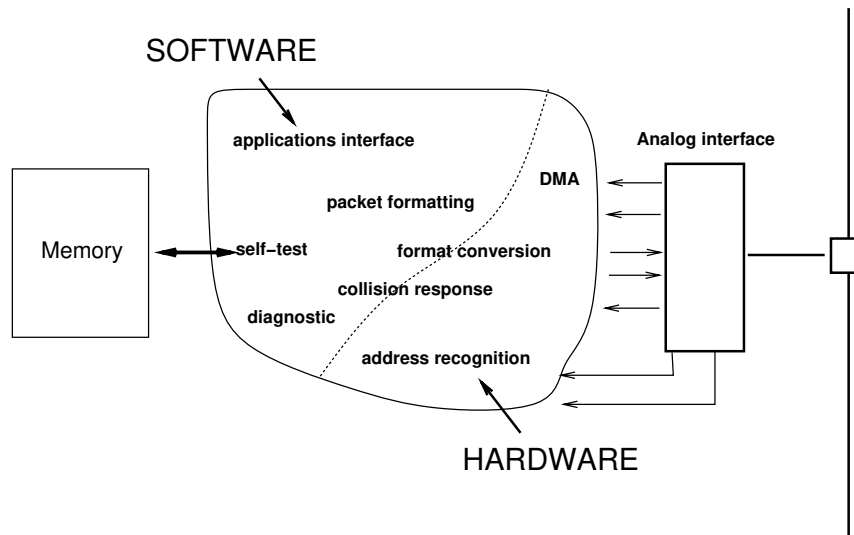 SOFTWARE
applications interface
Analog interface
DMA
packet formatting
Memory
self−test
format conversion
collision response
diagnostic
address recognition
HARDWARE